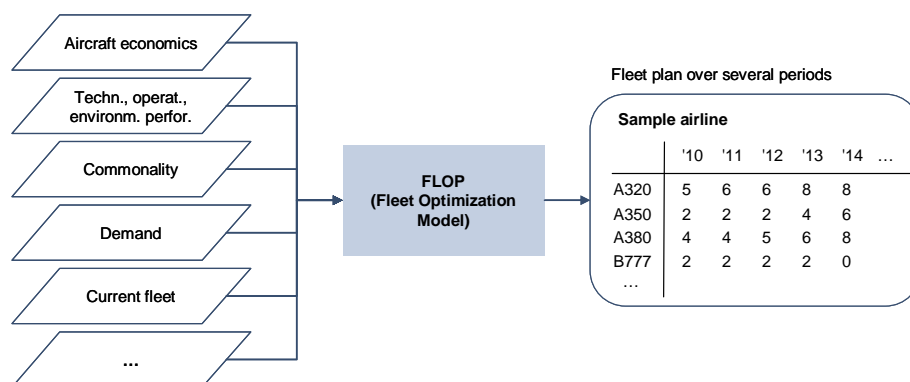 Aircraft economics
Techn., operat.,
environm. perfor.
Commonality
Demand
Current fleet
...
FLOP
(Fleet Optimization
Model)
Fleet plan over several periods
Sample airline
'10 '11 '12 '13 '14 ...
A320 5 6 6 8 8
A350 2 2 2 4 6
A380 4 4 5 6 8
B777 2 2 2 2 0
...